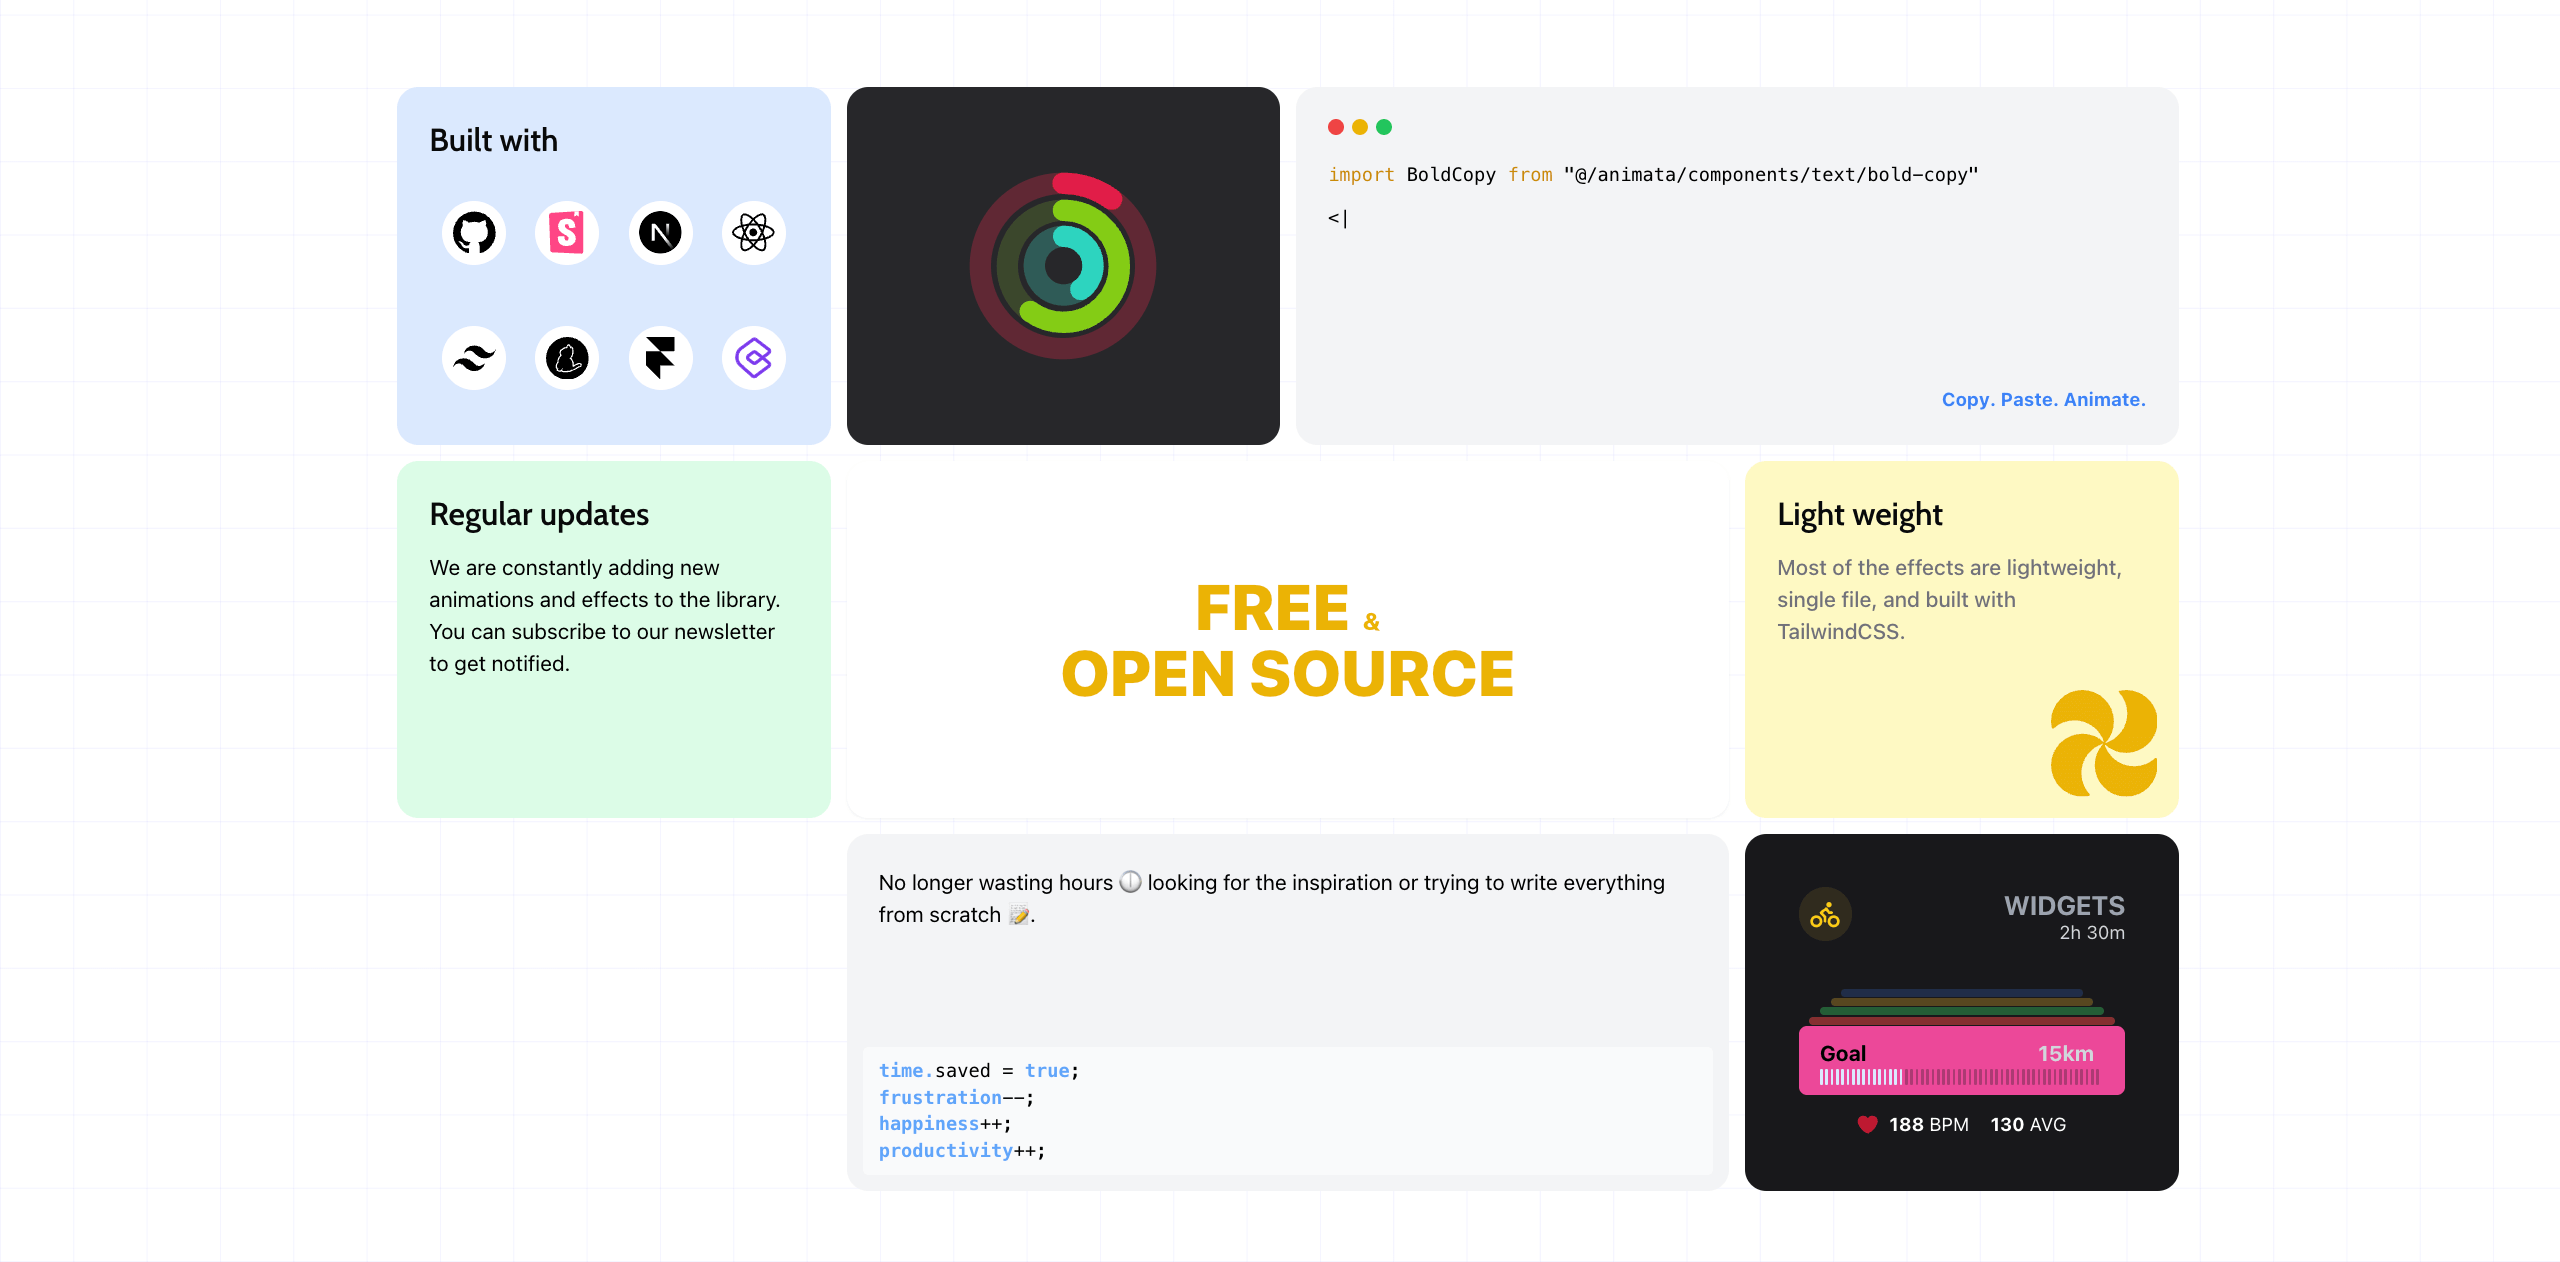 Built with
import BoldCopy from "@/animata/components/text/bold-copy"
<|
Copy. Paste. Animate.
Regular updates
We are constantly adding new
animations and effects to the library.
You can subscribe to our newsletter
to get notified.
FREE &
OPEN SOURCE
Light weight
Most of the effects are lightweight,
single file, and built with
TailwindCSS.
No longer wasting hours 🕕 looking for the inspiration or trying to write everything
from scratch 📝.
time.saved = true;
frustration--;
happiness++;
productivity++;
WIDGETS
2h 30m
Goal 15km
188 BPM 130 AVG